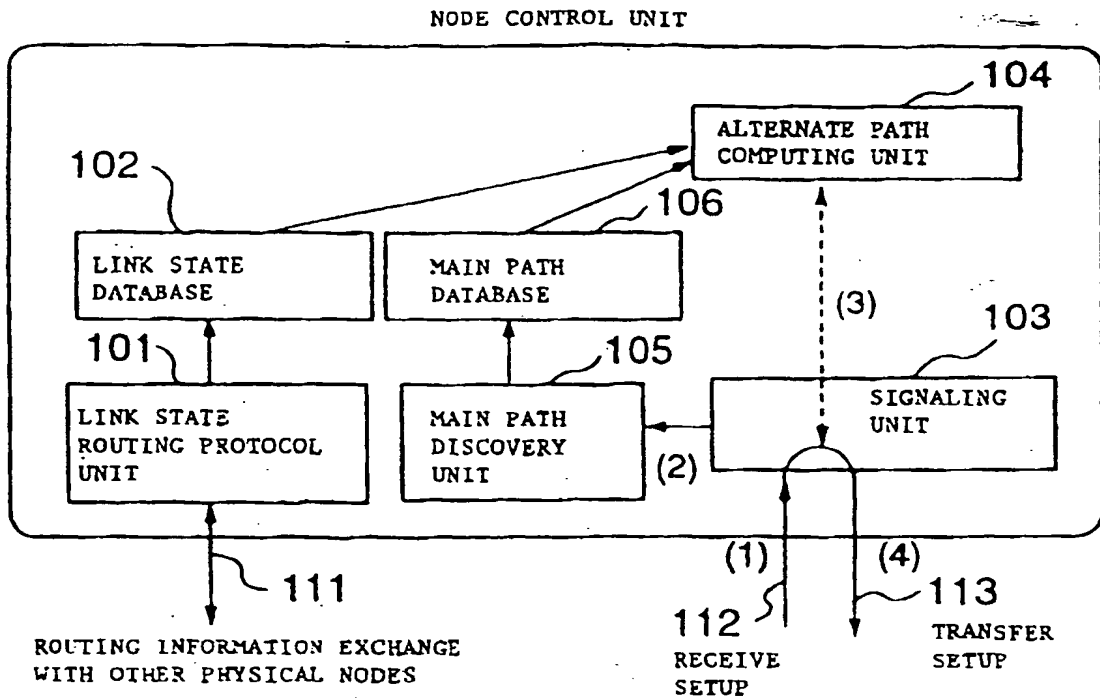 NODE CONTROL UNIT
104
ALTERNATE PATH
COMPUTING UNIT
102
106
LINK STATE
DATABASE
MAIN PATH
DATABASE
(3)
103
101
105
LINK STATE
ROUTING PROTOCOL
UNIT
MAIN PATH
DISCOVERY
UNIT
(2)
SIGNALING
UNIT
(1)
(4)
111
112
113
ROUTING INFORMATION EXCHANGE
WITH OTHER PHYSICAL NODES
RECEIVE
SETUP
TRANSFER
SETUP